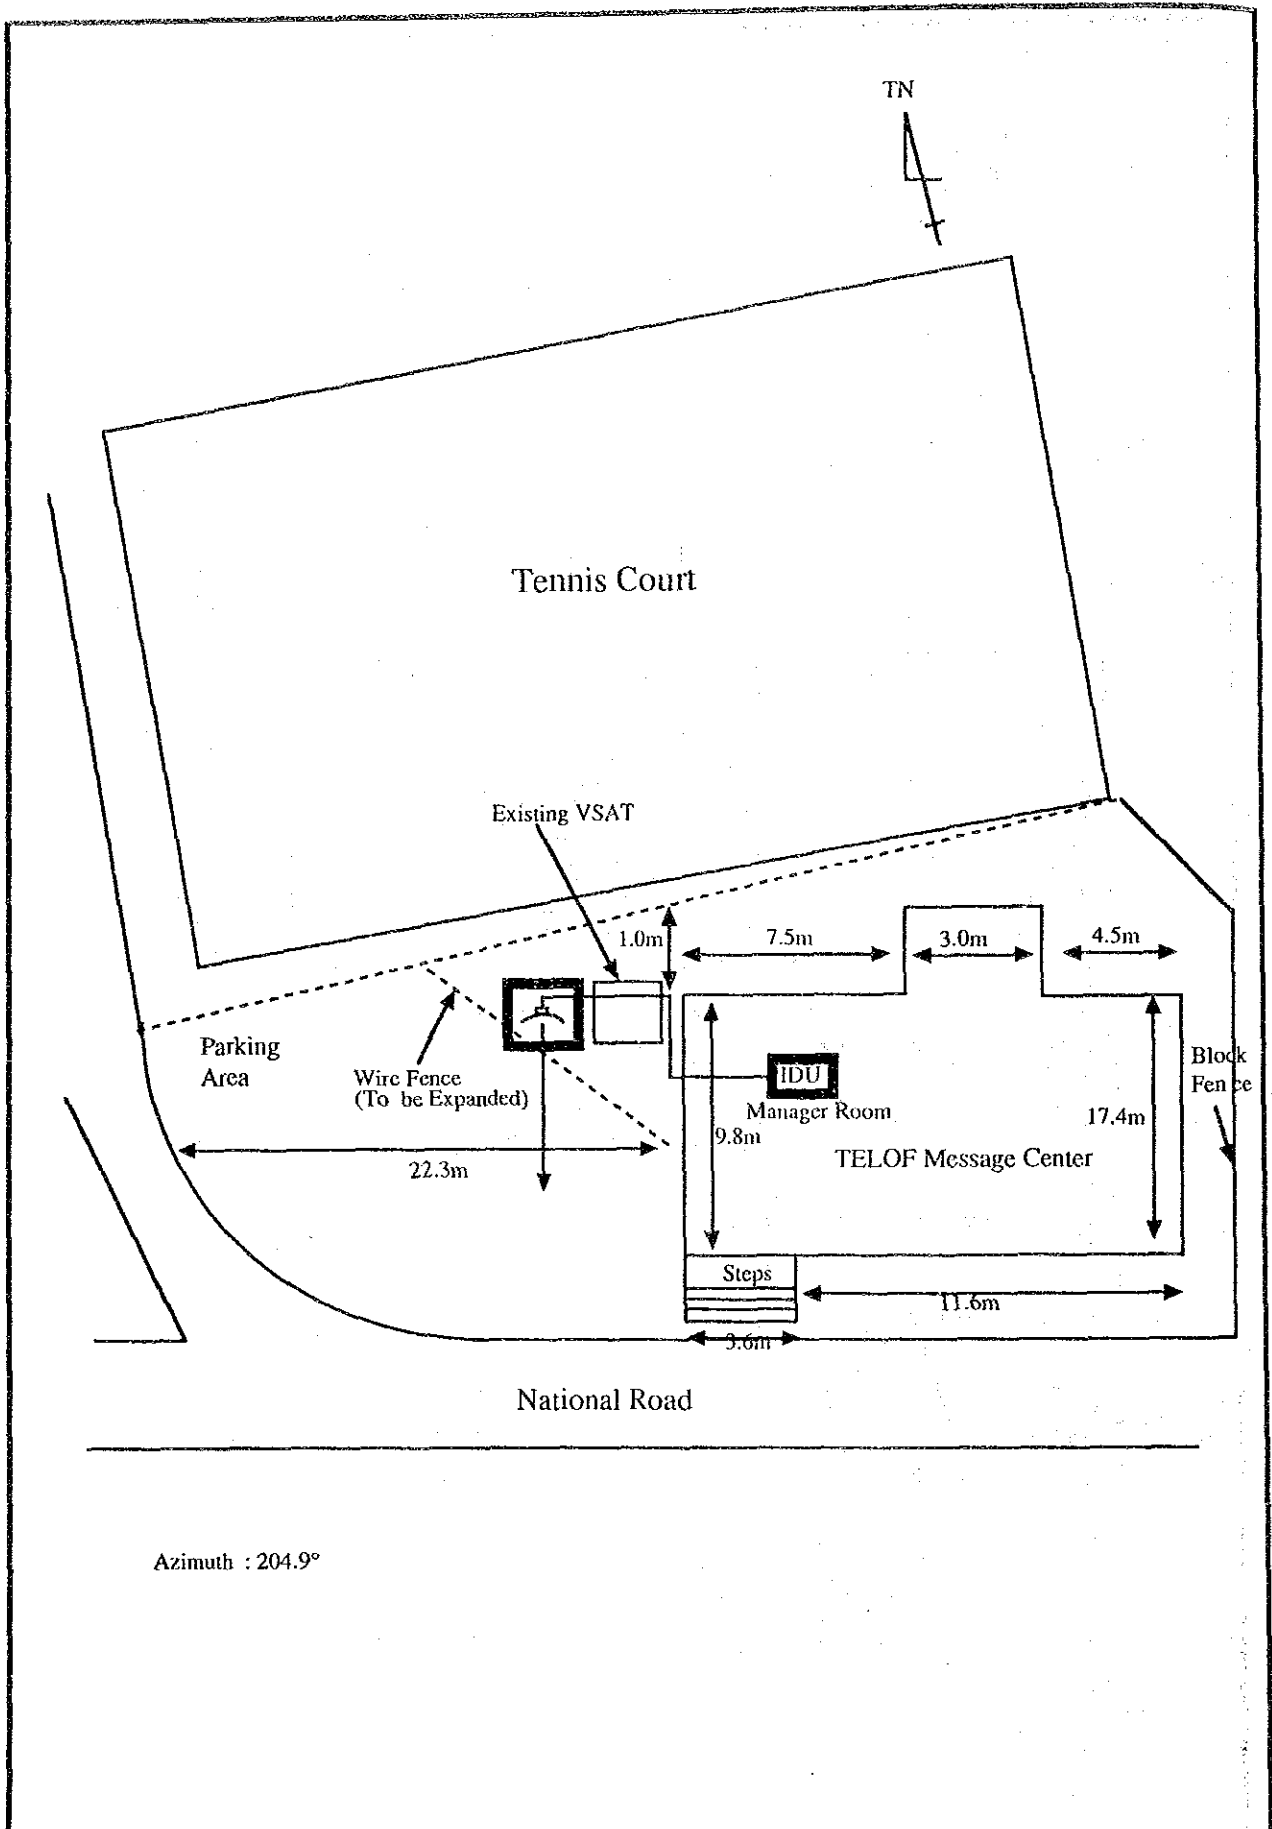 TN
Tennis Court
Existing VSAT
1.0m
7.5m
3.0m
4.5m
Parking
Area
Wire Fence
(To be Expanded)
IDU
Manager Room
Block
Fence
9.8m
17.4m
TELOF Message Center
22.3m
Steps
11.6m
3.6m
National Road
Azimuth : 204.9°